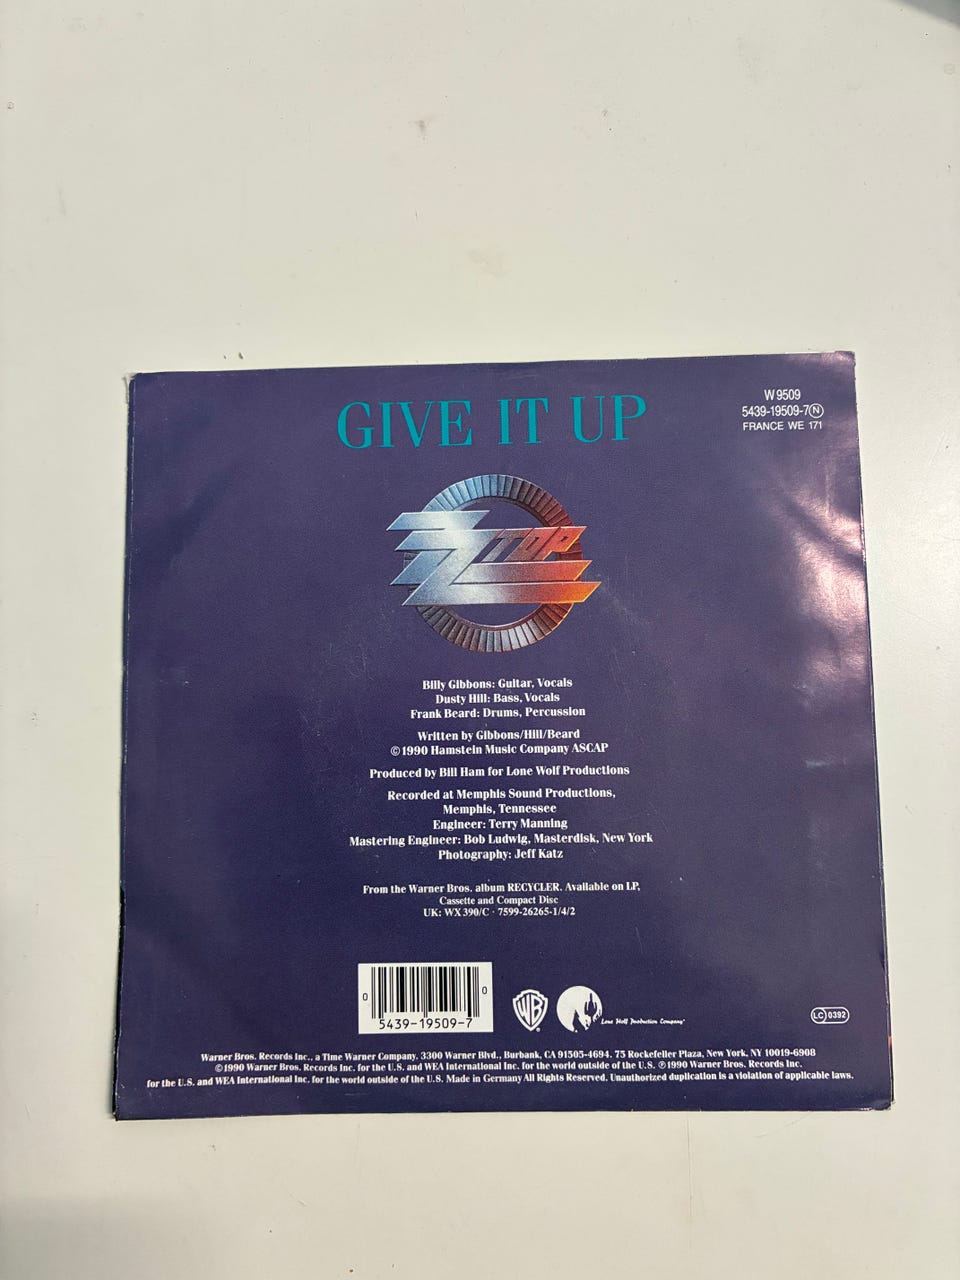 GIVE IT UP
W 9509
5439-19509-7Ⓝ
FRANCE WE 171
ZZ TOP
Billy Gibbons: Guitar, Vocals
Dusty Hill: Bass, Vocals
Frank Beard: Drums, Percussion
Written by Gibbons/Hill/Beard
©1990 Hamstein Music Company ASCAP
Produced by Bill Ham for Lone Wolf Productions
Recorded at Memphis Sound Productions,
Memphis, Tennessee
Engineer: Terry Manning
Mastering Engineer: Bob Ludwig, Masterdisk, New York
Photography: Jeff Katz
From the Warner Bros. album RECYCLER. Available on LP,
Cassette and Compact Disc
UK: WX 390/C · 7599-26265-1/4/2
0 0
5439-19509-7
WB
Lone Wolf Production Company
LC 0392
Warner Bros. Records Inc., a Time Warner Company, 3300 Warner Blvd., Burbank, CA 91505-4694. 75 Rockefeller Plaza, New York, NY 10019-6908
©1990 Warner Bros. Records Inc. for the U.S. and WEA International Inc. for the world outside of the U.S. ℗1990 Warner Bros. Records Inc.
for the U.S. and WEA International Inc. for the world outside of the U.S. Made in Germany All Rights Reserved. Unauthorized duplication is a violation of applicable laws.